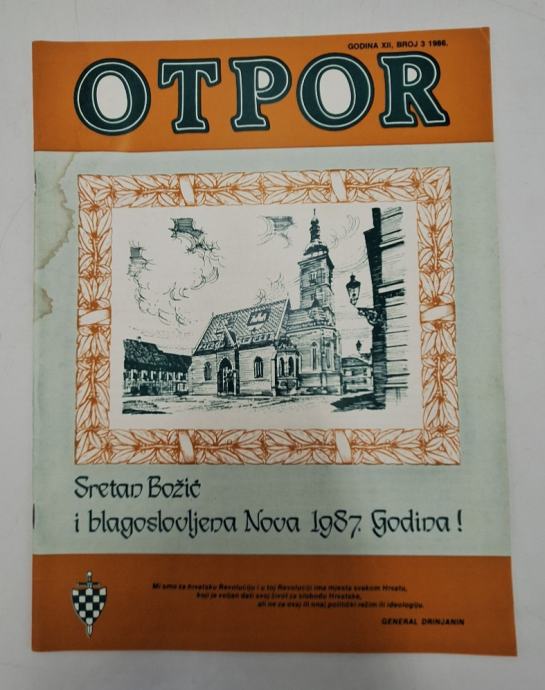 GODINA XII, BROJ 3 1986.
OTPOR
Sretan Božić
i blagoslovljena Nova 1987. Godina!
Mi smo za hrvatsku Revoluciju i u toj Revoluciji ima mjesta svakom Hrvatu,
koji je voljan dati svoj život za slobodu Hrvatske,
ali ne za ovaj ili onaj politički režim ili ideologiju.
GENERAL DRINJANIN